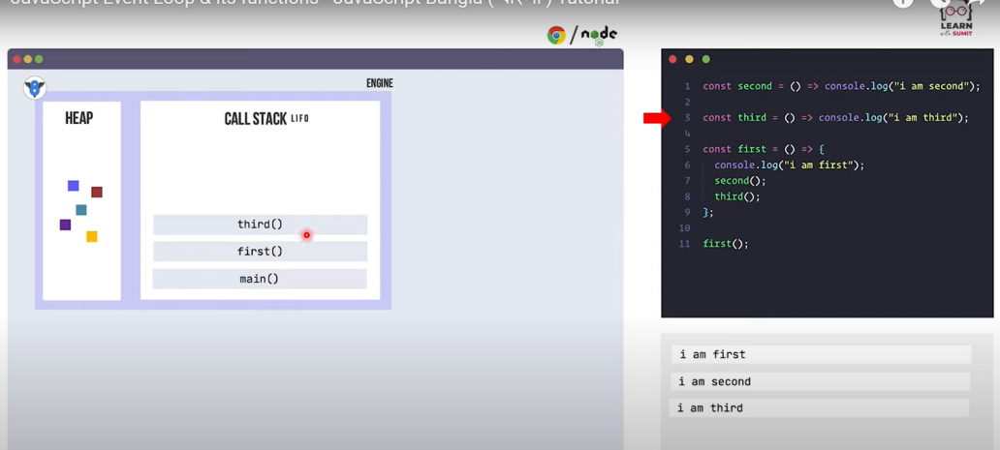 JavaScript Event Loop & its functions - JavaScript Bangla
Tutorial
LEARN
with SUMIT
/ node
JS
ENGINE
HEAP
CALL STACK LIFO
third()
first()
main()
1 const second = () => console.log("i am second");
2
3 const third = () => console.log("i am third");
4
5 const first = () => {
6 console.log("i am first");
7 second();
8 third();
9 };
10
11 first();
i am first
i am second
i am third